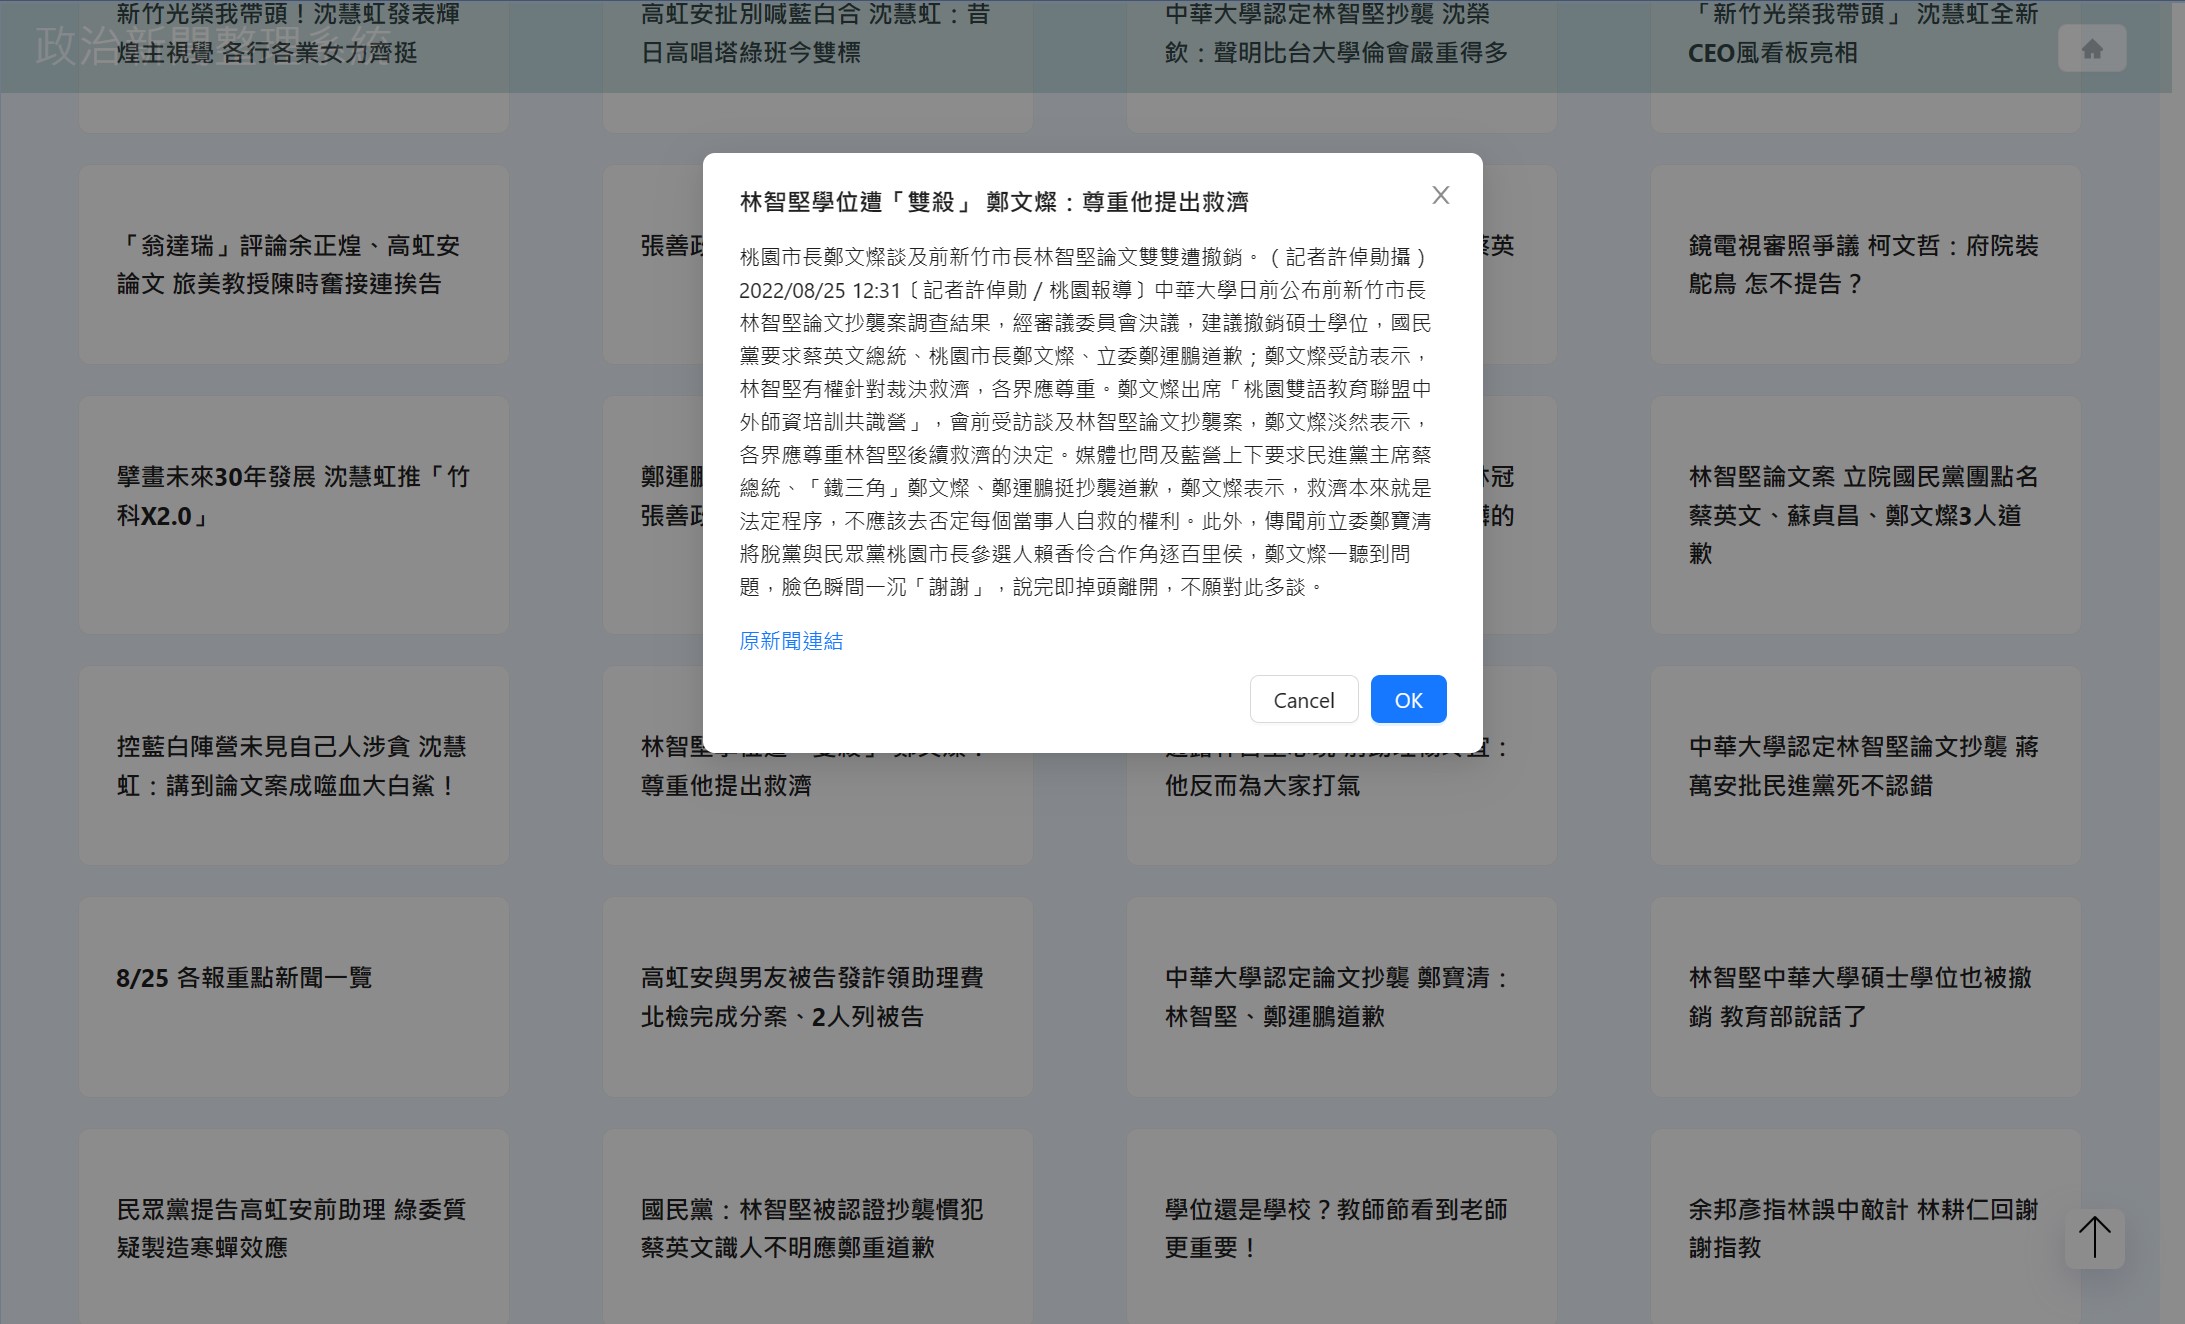 新竹光榮我帶頭！沈慧虹發表輝
煌主視覺 各行各業女力齊挺
高虹安扯別喊藍白合 沈慧虹：昔
日高唱塔綠班今雙標
中華大學認定林智堅抄襲 沈榮
欽：聲明比台大學倫會嚴重得多
「新竹光榮我帶頭」 沈慧虹全新
CEO風看板亮相
政治新聞整理系統
林智堅學位遭「雙殺」 鄭文燦：尊重他提出救濟
桃園市長鄭文燦談及前新竹市長林智堅論文雙雙遭撤銷。（記者許倬勛攝）
2022/08/25 12:31〔記者許倬勛／桃園報導〕中華大學日前公布前新竹市長
林智堅論文抄襲案調查結果，經審議委員會決議，建議撤銷碩士學位，國民
黨要求蔡英文總統、桃園市長鄭文燦、立委鄭運鵬道歉；鄭文燦受訪表示，
林智堅有權針對裁決救濟，各界應尊重。鄭文燦出席「桃園雙語教育聯盟中
外師資培訓共識營」，會前受訪談及林智堅論文抄襲案，鄭文燦淡然表示，
各界應尊重林智堅後續救濟的決定。媒體也問及藍營上下要求民進黨主席蔡
總統、「鐵三角」鄭文燦、鄭運鵬挺抄襲道歉，鄭文燦表示，救濟本來就是
法定程序，不應該去否定每個當事人自救的權利。此外，傳聞前立委鄭寶清
將脫黨與民眾黨桃園市長參選人賴香伶合作角逐百里侯，鄭文燦一聽到問
題，臉色瞬間一沉「謝謝」，說完即掉頭離開，不願對此多談。
原新聞連結
Cancel
OK
「翁達瑞」評論余正煌、高虹安
論文 旅美教授陳時奮接連挨告
張善
蔡英
鏡電視審照爭議 柯文哲：府院裝
鴕鳥 怎不提告？
擘畫未來30年發展 沈慧虹推「竹
科X2.0」
鄭運
張善
冠
的
林智堅論文案 立院國民黨團點名
蔡英文、蘇貞昌、鄭文燦3人道
歉
控藍白陣營未見自己人涉貪 沈慧
虹：講到論文案成噬血大白鯊！
林智堅學位遭「雙殺」 鄭文燦：
尊重他提出救濟
他反而為大家打氣
中華大學認定林智堅論文抄襲 蔣
萬安批民進黨死不認錯
8/25 各報重點新聞一覽
高虹安與男友被告發詐領助理費
北檢完成分案、2人列被告
中華大學認定論文抄襲 鄭寶清：
林智堅、鄭運鵬道歉
林智堅中華大學碩士學位也被撤
銷 教育部說話了
民眾黨提告高虹安前助理 綠委質
疑製造寒蟬效應
國民黨：林智堅被認證抄襲慣犯
蔡英文識人不明應鄭重道歉
學位還是學校？教師節看到老師
更重要！
余邦彥指林誤中敵計 林耕仁回謝
謝指教